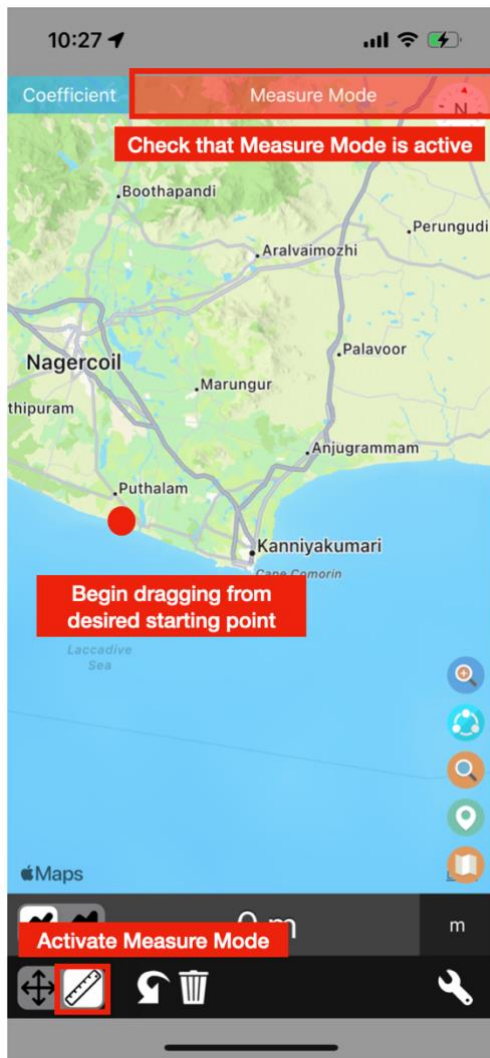 10:27
Coefficient
Measure Mode
N
Check that Measure Mode is active
Boothapandi
Perungudi
Aralvaimozhi
Palavoor
Nagercoil
Marungur
thipuram
Anjugrammam
Puthalam
Kanniyakumari
Cape Comorin
Begin dragging from
desired starting point
Laccadive
Sea
Maps
0 m
m
Activate Measure Mode